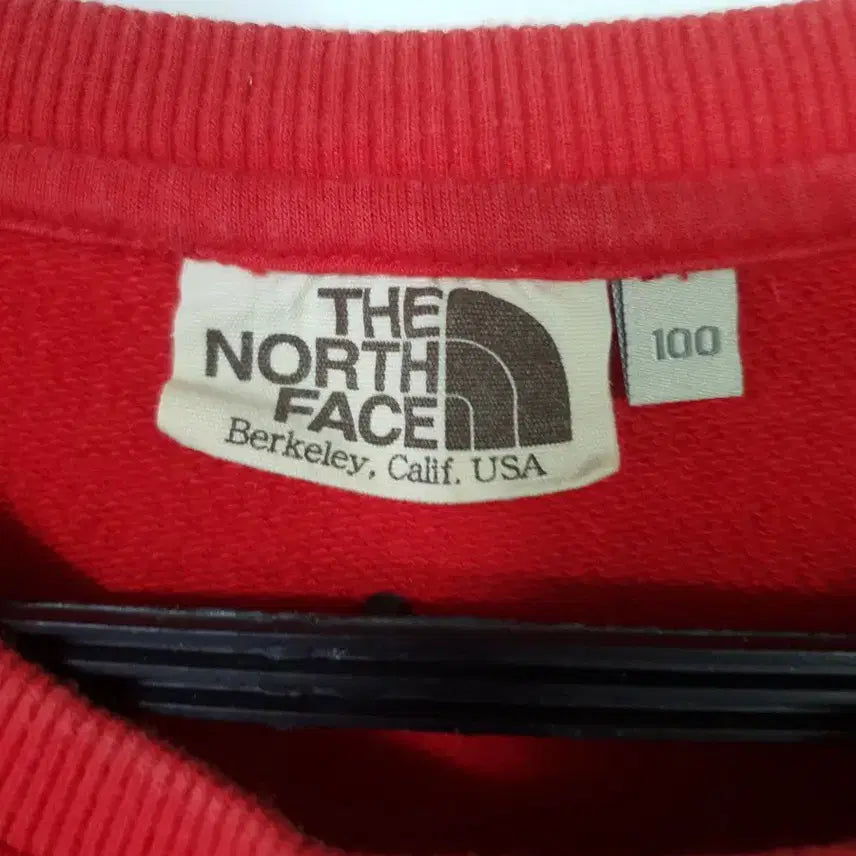 THE
NORTH
FACE
Berkeley, Calif. USA
100